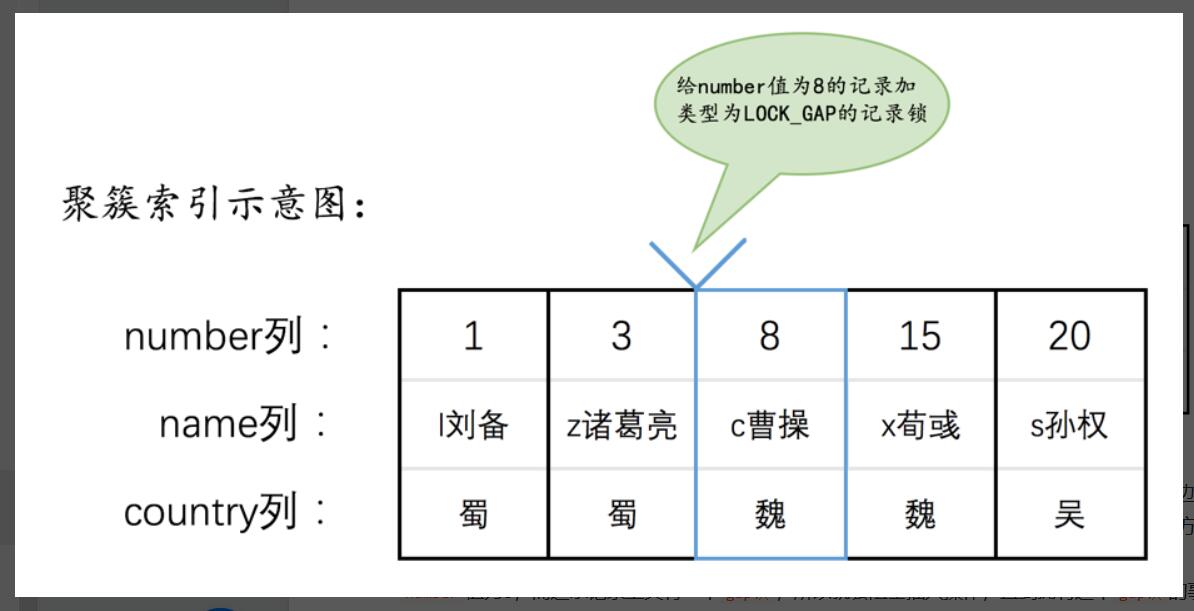 给number值为8的记录加
类型为LOCK_GAP的记录锁
聚簇索引示意图：
number列： 1 3 8 15 20
name列： l刘备 z诸葛亮 c曹操 x荀彧 s孙权
country列： 蜀 蜀 魏 魏 吴